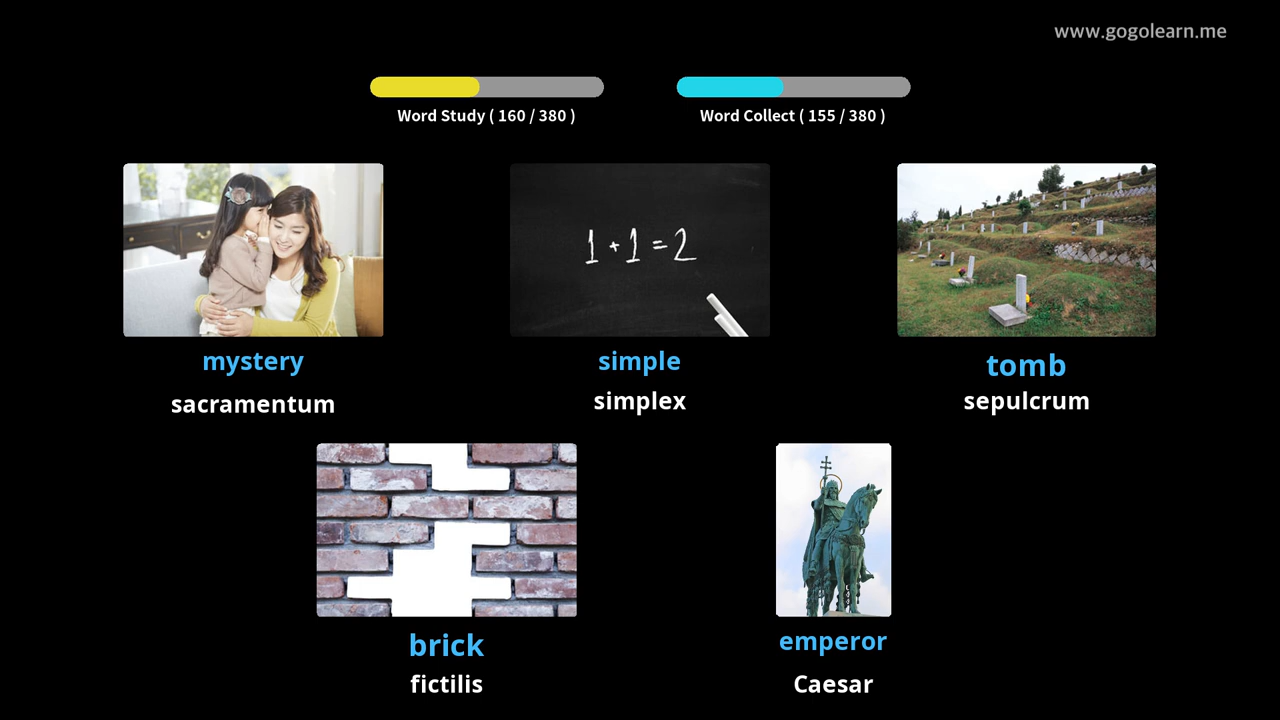 www.gogolearn.me
Word Study ( 160 / 380 )
Word Collect ( 155 / 380 )
1 + 1 = 2
mystery
simple
tomb
sacramentum
simplex
sepulcrum
brick
emperor
fictilis
Caesar